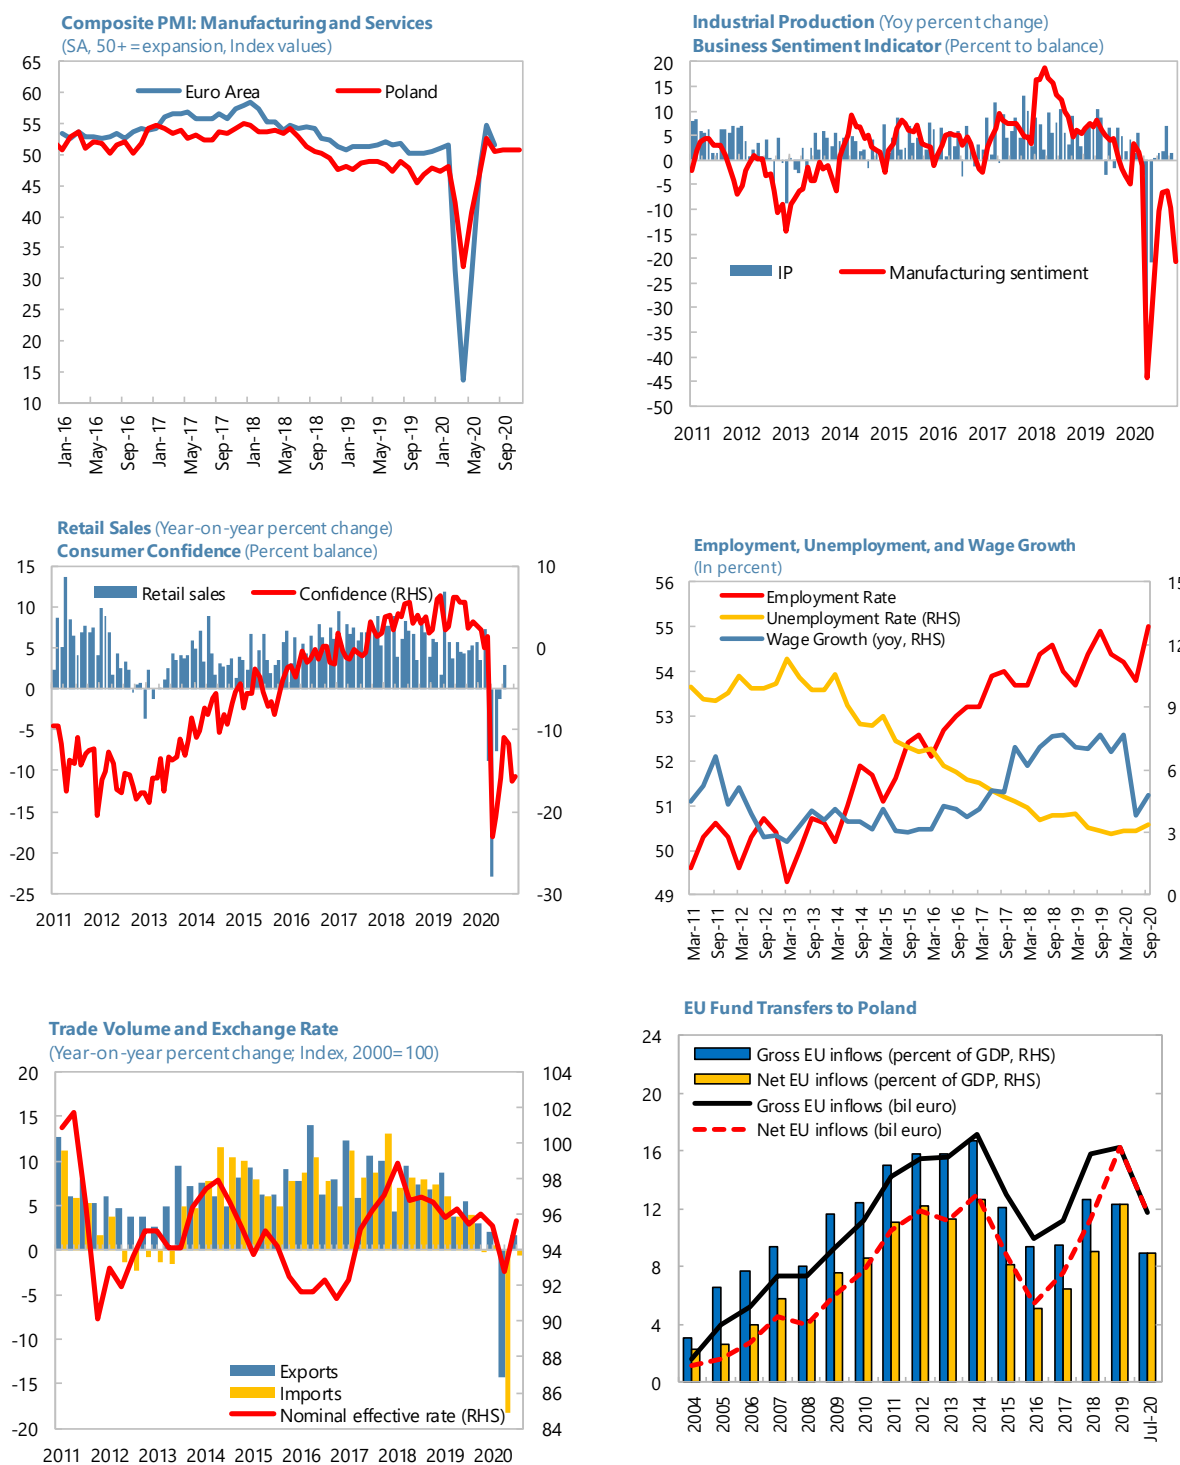 Composite PMI: Manufacturing and Services
(SA, 50+ = expansion, Index values)
65
60
55
50
45
40
35
30
25
20
15
10
Euro Area
Poland
Jan-16
May-16
Sep-16
Jan-17
May-17
Sep-17
Jan-18
May-18
Sep-18
Jan-19
May-19
Sep-19
Jan-20
May-20
Sep-20
Industrial Production (Yoy percent change)
Business Sentiment Indicator (Percent to balance)
20
15
10
5
0
-5
-10
-15
-20
-25
-30
-35
-40
-45
-50
IP
Manufacturing sentiment
2011 2012 2013 2014 2015 2016 2017 2018 2019 2020
Retail Sales (Year-on-year percent change)
Consumer Confidence (Percent balance)
15
10
5
0
-5
-10
-15
-20
-25
Retail sales
Confidence (RHS)
10
0
-10
-20
-30
2011 2012 2013 2014 2015 2016 2017 2018 2019 2020
Employment, Unemployment, and Wage Growth
(In percent)
56
55
54
53
52
51
50
49
Employment Rate
Unemployment Rate (RHS)
Wage Growth (yoy, RHS)
15
12
9
6
3
0
Mar-11
Sep-11
Mar-12
Sep-12
Mar-13
Sep-13
Mar-14
Sep-14
Mar-15
Sep-15
Mar-16
Sep-16
Mar-17
Sep-17
Mar-18
Sep-18
Mar-19
Sep-19
Mar-20
Sep-20
Trade Volume and Exchange Rate
(Year-on-year percent change; Index, 2000=100)
20
15
10
5
0
-5
-10
-15
-20
Exports
Imports
Nominal effective rate (RHS)
104
102
100
98
96
94
92
90
88
86
84
2011 2012 2013 2014 2015 2016 2017 2018 2019 2020
EU Fund Transfers to Poland
24
20
16
12
8
4
0
Gross EU inflows (percent of GDP, RHS)
Net EU inflows (percent of GDP, RHS)
Gross EU inflows (bil euro)
Net EU inflows (bil euro)
2004
2005
2006
2007
2008
2009
2010
2011
2012
2013
2014
2015
2016
2017
2018
2019
Jul-20